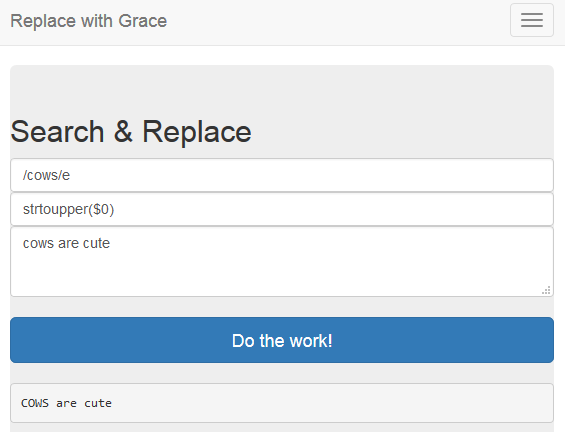 Replace with Grace
Search & Replace
/cows/e
strtoupper($0)
cows are cute
Do the work!
COWS are cute